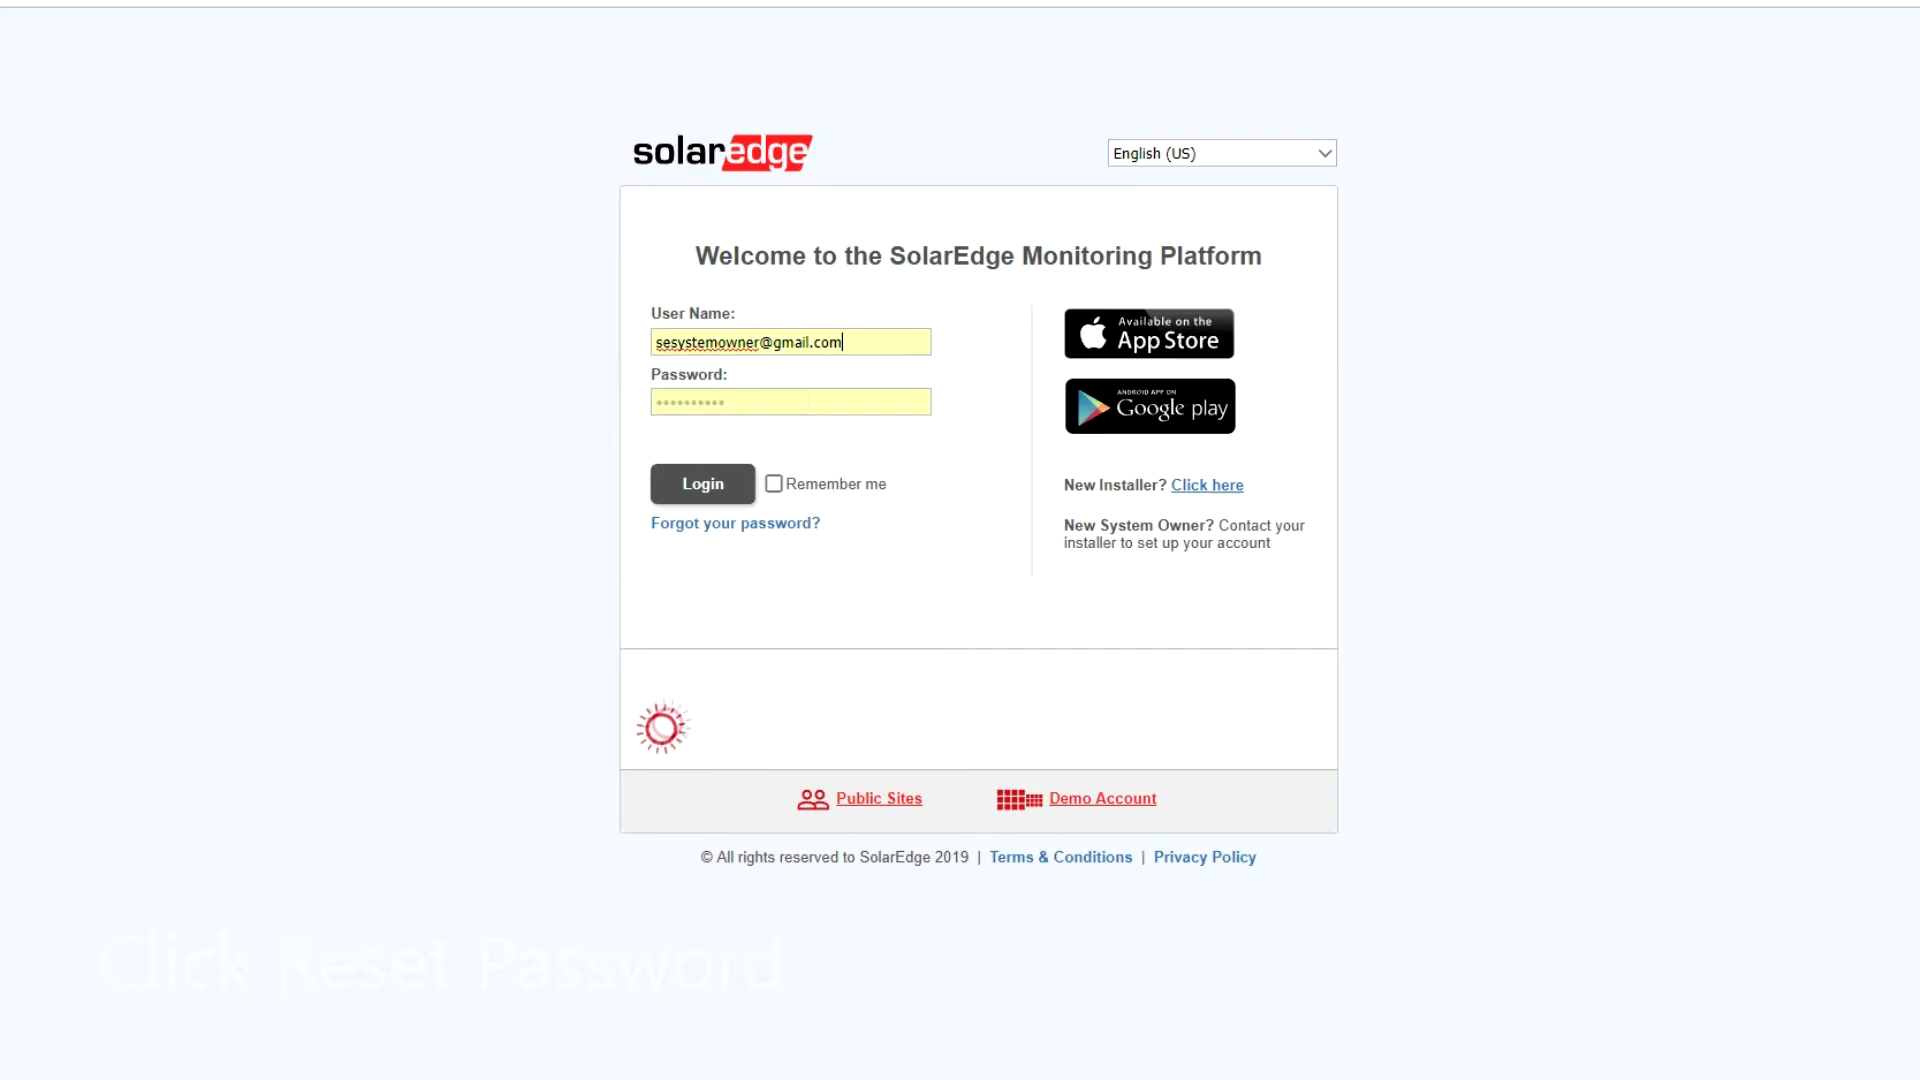 solaredge
English (US)
Welcome to the SolarEdge Monitoring Platform
User Name:
sesystemowner@gmail.com
Password:
••••••••••
Login
Remember me
Forgot your password?
Available on the
App Store
ANDROID APP ON
Google play
New Installer? Click here
New System Owner? Contact your
installer to set up your account
Public Sites
Demo Account
© All rights reserved to SolarEdge 2019 | Terms & Conditions | Privacy Policy
Click Reset Password.